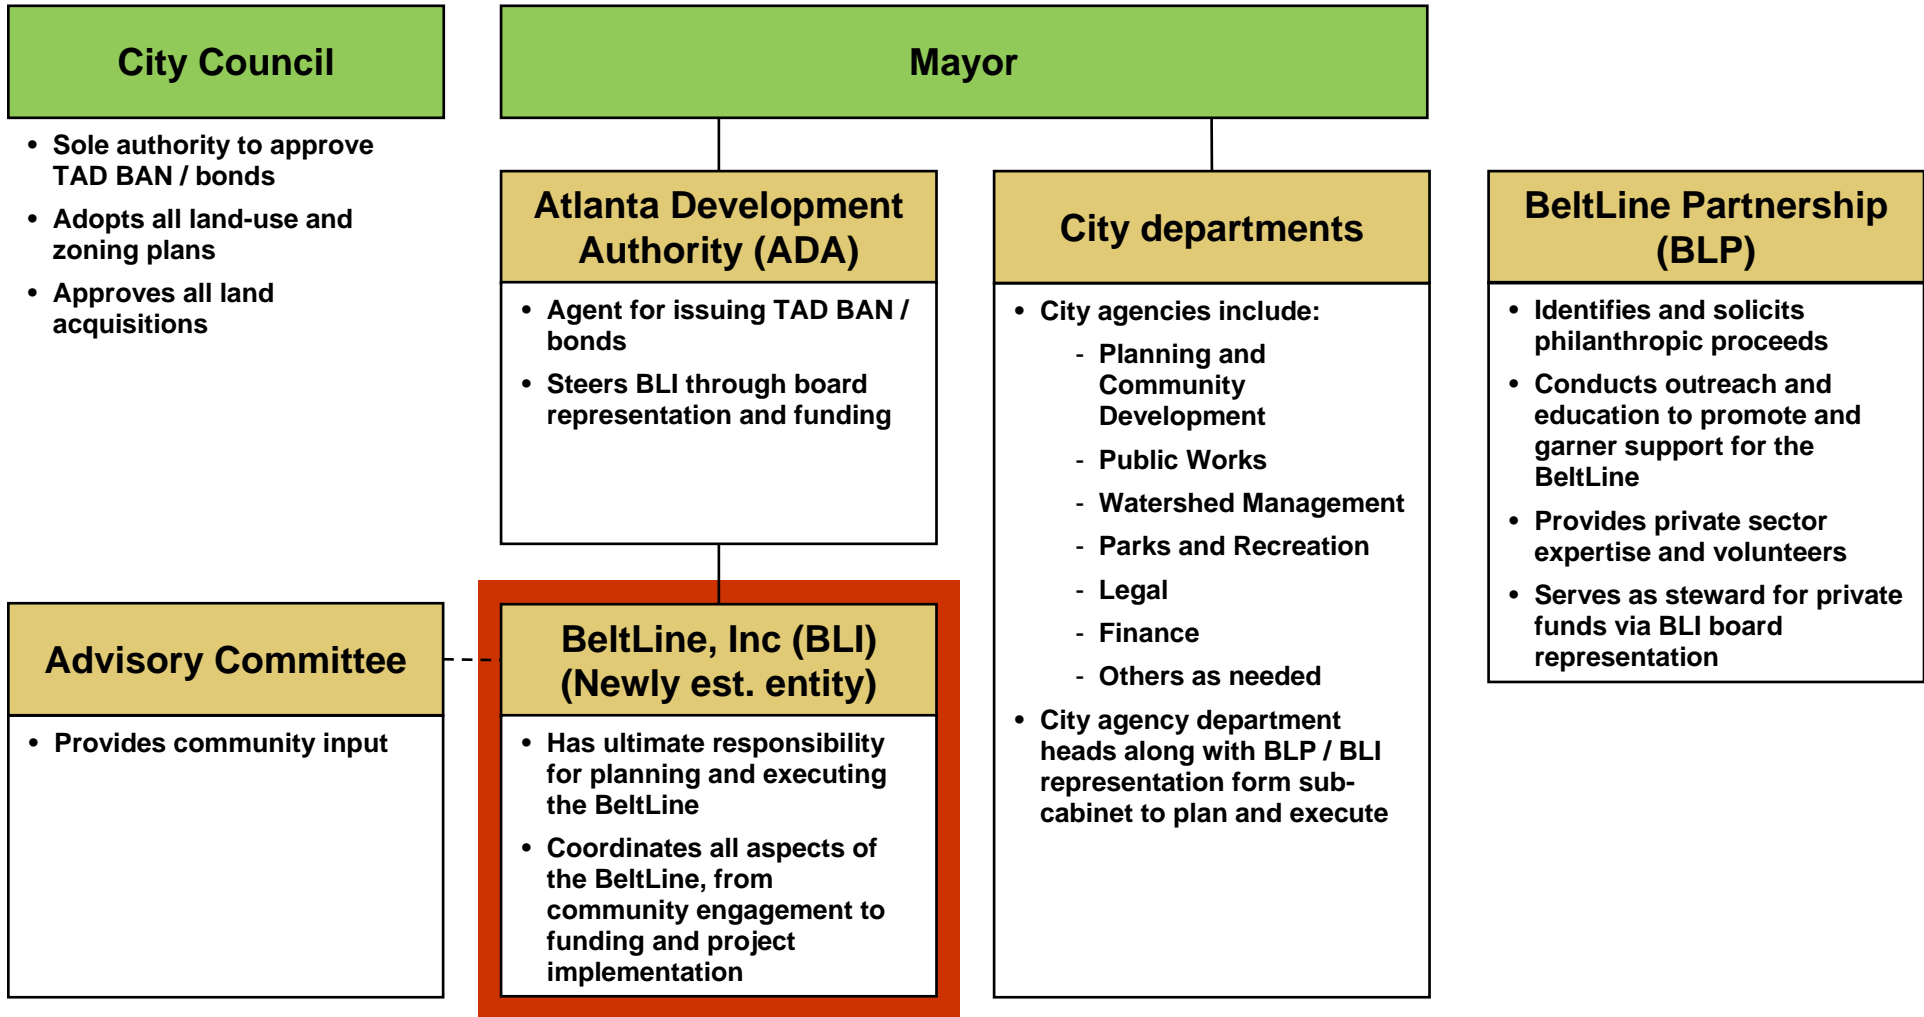 City Council
• Sole authority to approve
TAD BAN / bonds
• Adopts all land-use and
zoning plans
• Approves all land
acquisitions
Mayor
Atlanta Development
Authority (ADA)
• Agent for issuing TAD BAN /
bonds
• Steers BLI through board
representation and funding
City departments
• City agencies include:
- Planning and
Community
Development
- Public Works
- Watershed Management
- Parks and Recreation
- Legal
- Finance
- Others as needed
• City agency department
heads along with BLP / BLI
representation form sub-
cabinet to plan and execute
BeltLine Partnership
(BLP)
• Identifies and solicits
philanthropic proceeds
• Conducts outreach and
education to promote and
garner support for the
BeltLine
• Provides private sector
expertise and volunteers
• Serves as steward for private
funds via BLI board
representation
Advisory Committee
• Provides community input
BeltLine, Inc (BLI)
(Newly est. entity)
• Has ultimate responsibility
for planning and executing
the BeltLine
• Coordinates all aspects of
the BeltLine, from
community engagement to
funding and project
implementation